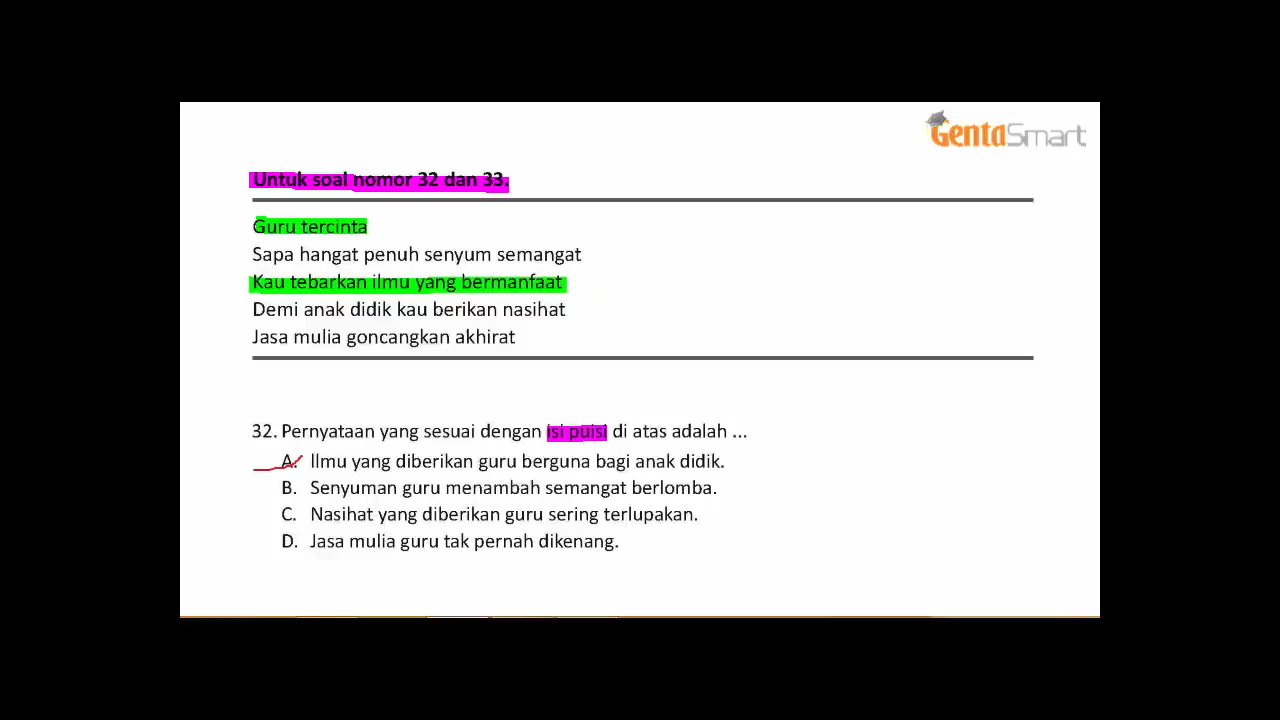 GentaSmart
Untuk soal nomor 32 dan 33.
Guru tercinta
Sapa hangat penuh senyum semangat
Kau tebarkan ilmu yang bermanfaat
Demi anak didik kau berikan nasihat
Jasa mulia goncangkan akhirat
32. Pernyataan yang sesuai dengan isi puisi di atas adalah ...
A. Ilmu yang diberikan guru berguna bagi anak didik.
B. Senyuman guru menambah semangat berlomba.
C. Nasihat yang diberikan guru sering terlupakan.
D. Jasa mulia guru tak pernah dikenang.